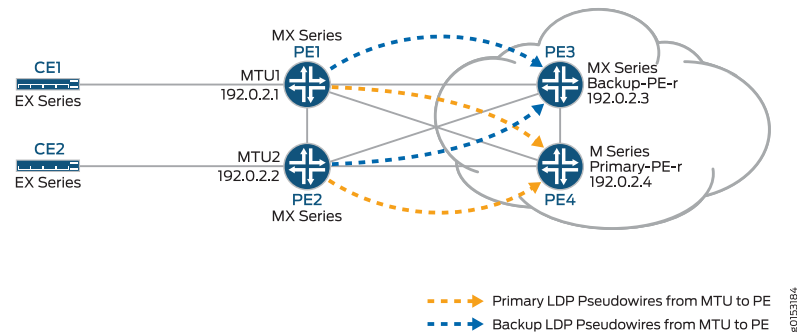 MX Series
PE1
PE3
CE1
MTU1
192.0.2.1
MX Series
Backup-PE-r
192.0.2.3
EX Series
CE2
MTU2
192.0.2.2
M Series
Primary-PE-r
192.0.2.4
EX Series
PE2
MX Series
PE4
Primary LDP Pseudowires from MTU to PE
Backup LDP Pseudowires from MTU to PE
g0153184